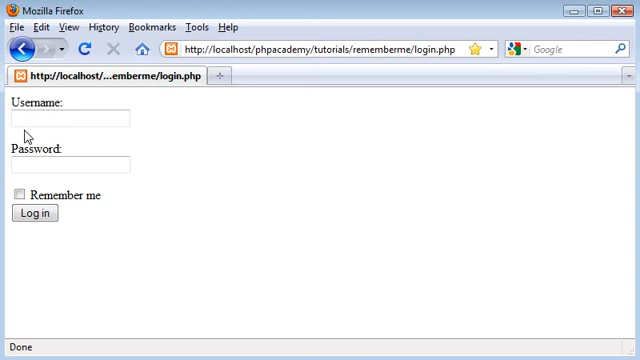 Mozilla Firefox
File Edit View History Bookmarks Tools Help
http://localhost/phpacademy/tutorials/rememberme/login.php Google
http://localhost/...emberme/login.php
Username:
Password:
Remember me
Log in
Done